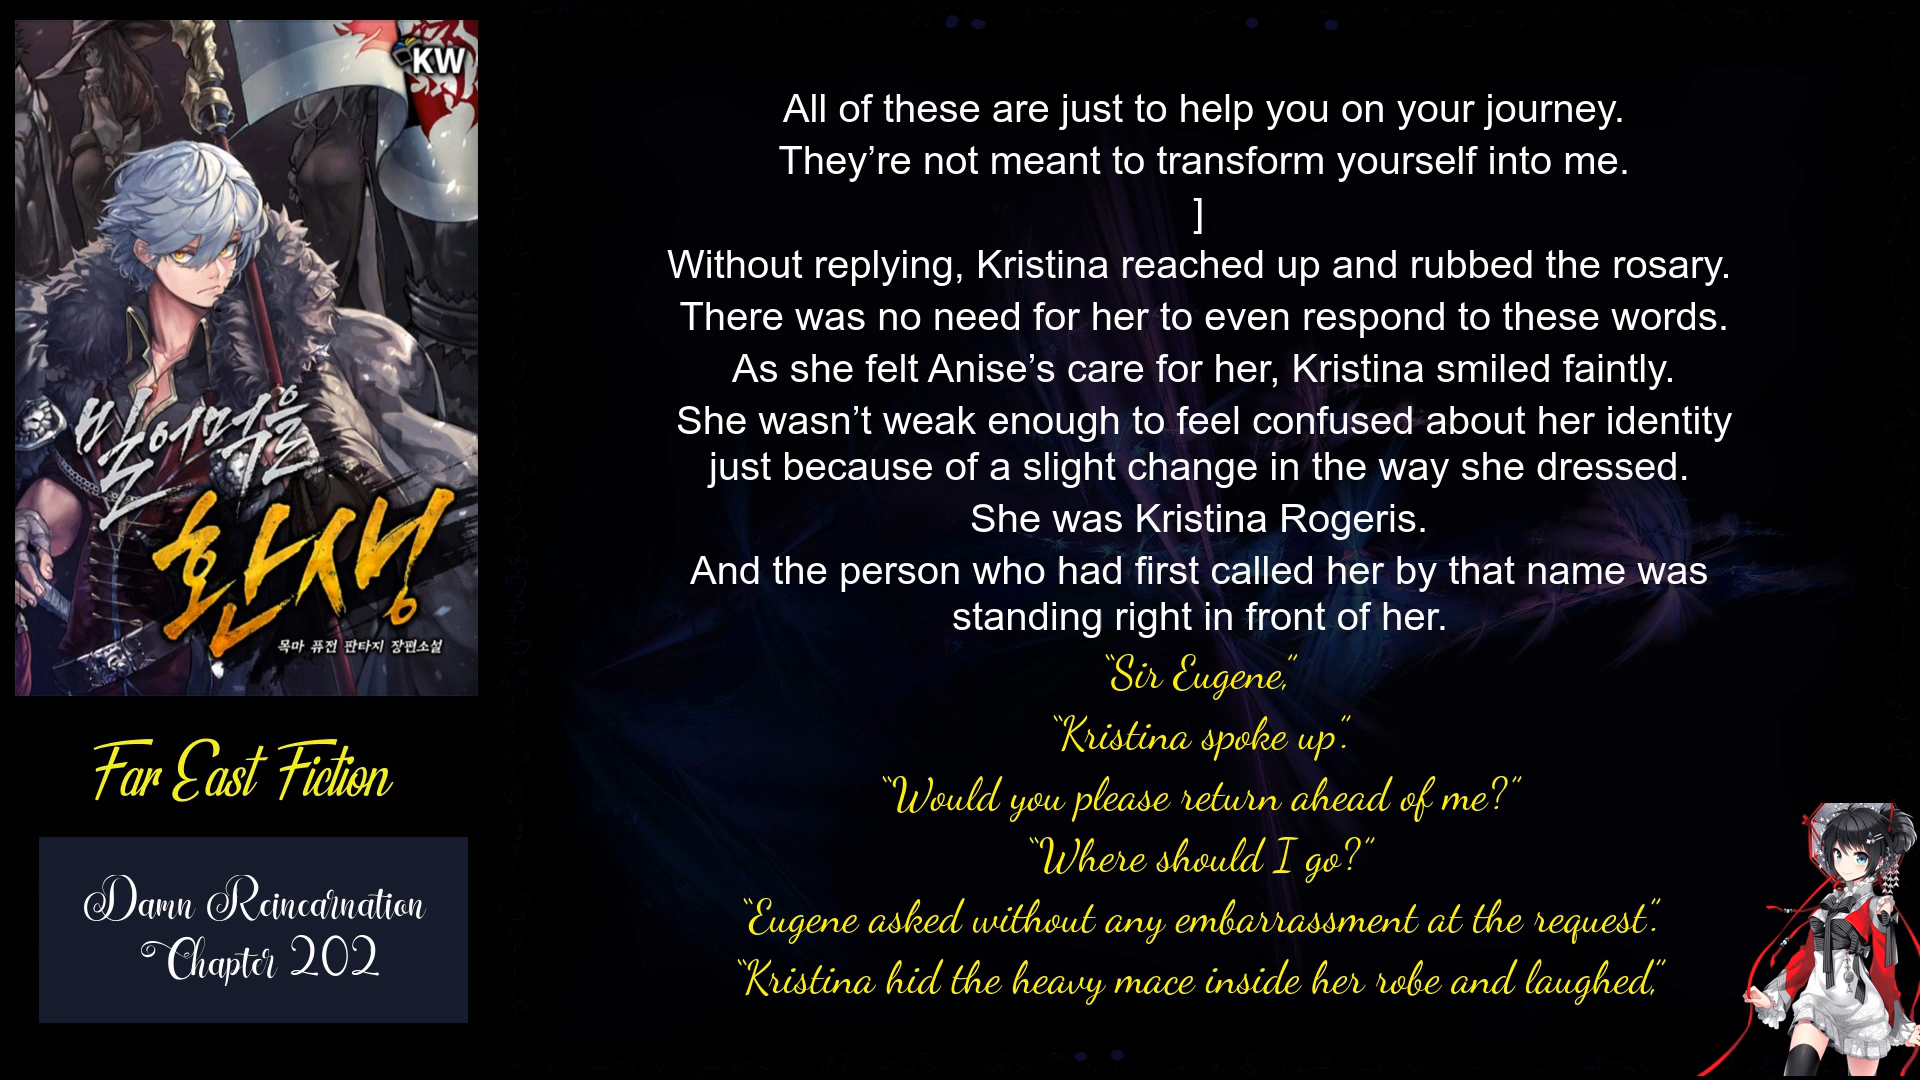 KW
빌어먹을
환생
목마 퓨전 판타지 장편소설
Far East Fiction
Damn Reincarnation
Chapter 202
All of these are just to help you on your journey.
They’re not meant to transform yourself into me.
]
Without replying, Kristina reached up and rubbed the rosary.
There was no need for her to even respond to these words.
As she felt Anise’s care for her, Kristina smiled faintly.
She wasn’t weak enough to feel confused about her identity
just because of a slight change in the way she dressed.
She was Kristina Rogeris.
And the person who had first called her by that name was
standing right in front of her.
“Sir Eugene,”
“Kristina spoke up”.
“Would you please return ahead of me?”
“Where should I go?”
“Eugene asked without any embarrassment at the request”.
“Kristina hid the heavy mace inside her robe and laughed,”